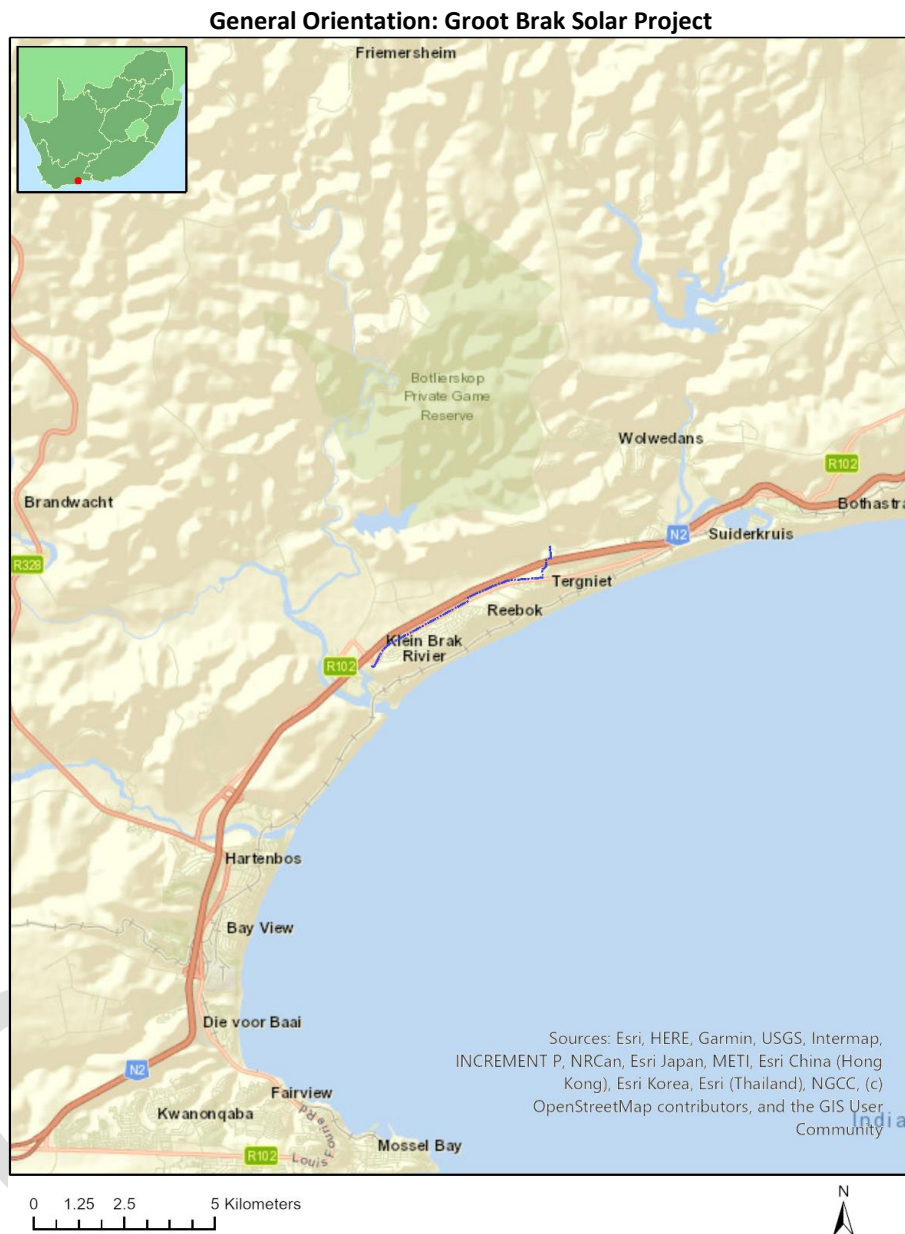 General Orientation: Groot Brak Solar Project
Friemersheim
Botlierskop
Private Game
Reserve
Wolwedans
R102
Brandwacht
Bothastra
N2
Suiderkruis
R328
Tergniet
Reebok
Klein Brak
Rivier
R102
Hartenbos
Bay View
Die voor Baai
Sources: Esri, HERE, Garmin, USGS, Intermap,
INCREMENT P, NRCan, Esri Japan, METI, Esri China (Hong
Kong), Esri Korea, Esri (Thailand), NGCC, (c)
OpenStreetMap contributors, and the GIS User
Community
India
N2
Fairview
Kwanonqaba
Louis Fourie Rd
Mossel Bay
R102
0 1.25 2.5 5 Kilometers
N